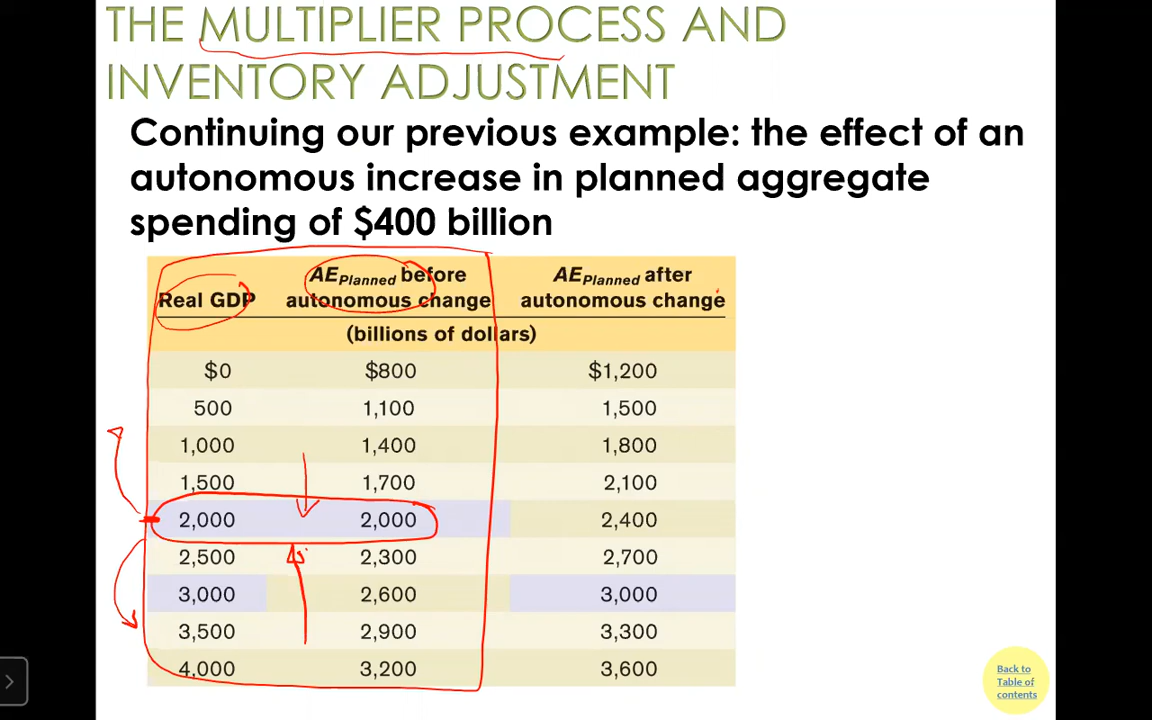 THE MULTIPLIER PROCESS AND
INVENTORY ADJUSTMENT
Continuing our previous example: the effect of an
autonomous increase in planned aggregate
spending of $400 billion
Real GDP AEPlanned before autonomous change AEPlanned after autonomous change
(billions of dollars)
$0 $800 $1,200
500 1,100 1,500
1,000 1,400 1,800
1,500 1,700 2,100
2,000 2,000 2,400
2,500 2,300 2,700
3,000 2,600 3,000
3,500 2,900 3,300
4,000 3,200 3,600
Back to
Table of
contents